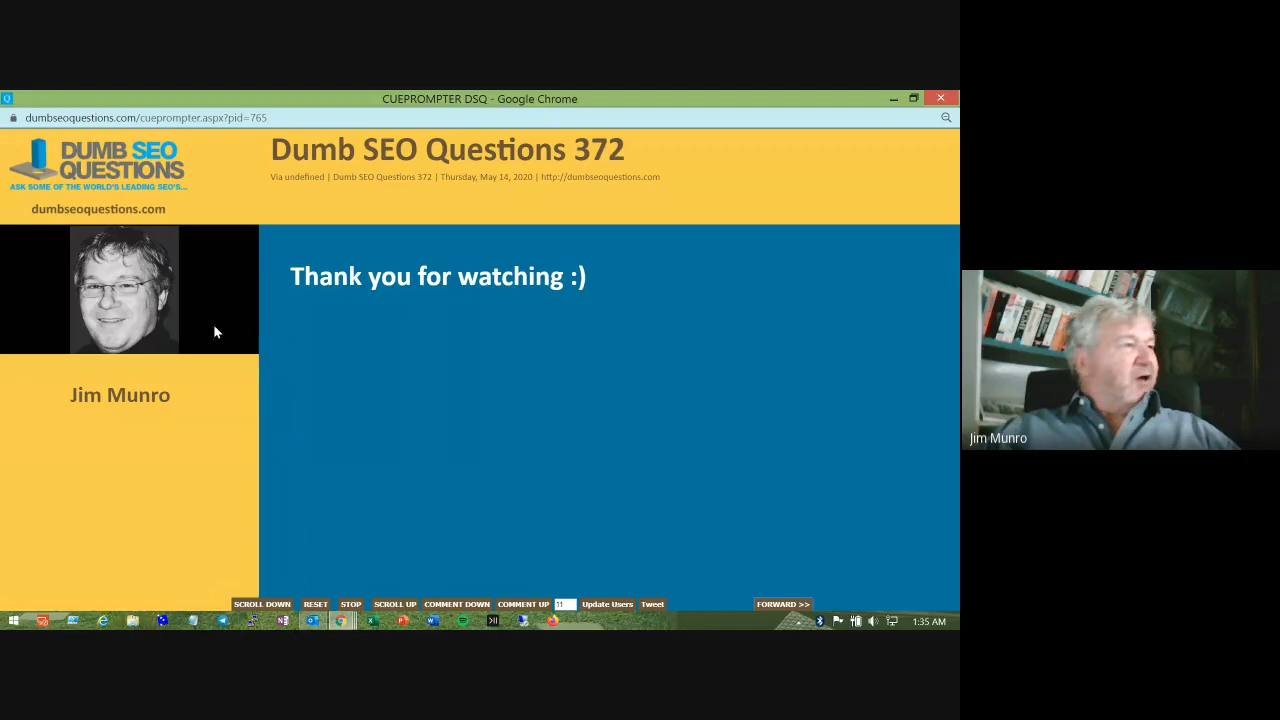 CUEPROMPTER DSQ - Google Chrome
dumbseoquestions.com/cueprompter.aspx?pid=765
DUMB SEO
QUESTIONS
ASK SOME OF THE WORLD'S LEADING SEO'S...
dumbseoquestions.com
Dumb SEO Questions 372
Via undefined | Dumb SEO Questions 372 | Thursday, May 14, 2020 | http://dumbseoquestions.com
Thank you for watching :)
Jim Munro
Jim Munro
SCROLL DOWN RESET STOP SCROLL UP COMMENT DOWN COMMENT UP 11 Update Users Tweet FORWARD >>
1:35 AM